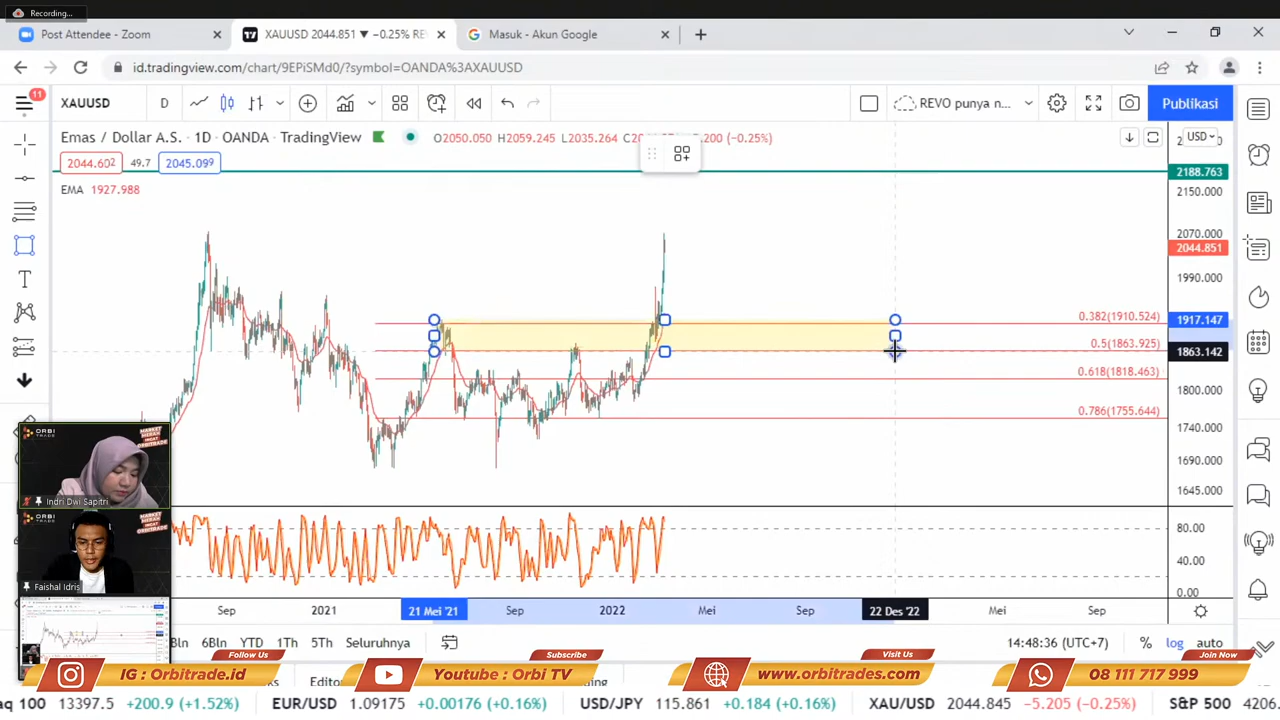 Recording...
Post Attendee - Zoom
XAUUSD 2044.851 ▼ −0.25% RE
Masuk - Akun Google
id.tradingview.com/chart/9EPiSMd0/?symbol=OANDA%3AXAUUSD
11
XAUUSD
D
REVO punya n...
Publikasi
Emas / Dollar A.S. · 1D · OANDA · TradingView
O2050.050 H2059.245 L2035.264
(−0.25%)
USD
2044.602
49.7
2045.099
EMA 1927.988
2188.763
2150.000
2070.000
2044.851
1990.000
0.382(1910.524)
1917.147
0.5(1863.925)
1863.142
0.618(1818.463)
1800.000
0.786(1755.644)
1740.000
1690.000
1645.000
80.00
40.00
0.00
Indri Dwi Sapitri
Faishal Idris
Sep
2021
21 Mei '21
Sep
2022
Mei
Sep
22 Des '22
Mei
Sep
6Bln
YTD
1Th
5Th
Seluruhnya
14:48:36 (UTC+7)
%
log
auto
Follow Us
IG : Orbitrade.id
Subscribe
Youtube : Orbi TV
Visit Us
www.orbitrades.com
Join Now
08 111 717 999
aq 100 13397.5 +200.9 (+1.52%) EUR/USD 1.09175 +0.00176 (+0.16%) USD/JPY 115.861 +0.184 (+0.16%) XAU/USD 2044.845 −5.205 (−0.25%) S&P 500 4206.